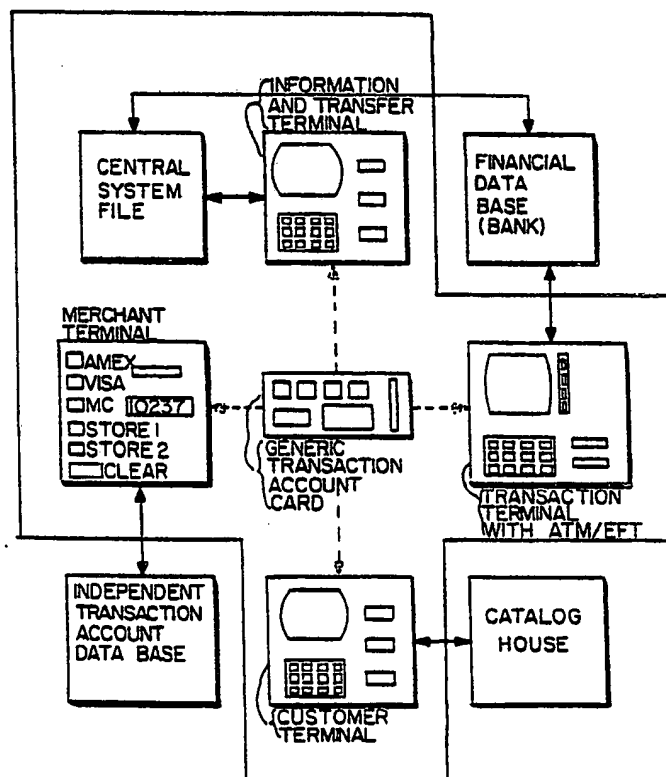 INFORMATION
AND TRANSFER
TERMINAL
CENTRAL
SYSTEM
FILE
FINANCIAL
DATA
BASE
(BANK)
MERCHANT
TERMINAL
AMEX
VISA
MC 10237
STORE 1
STORE 2
CLEAR
GENERIC
TRANSACTION
ACCOUNT
CARD
TRANSACTION
TERMINAL
WITH ATM/EFT
INDEPENDENT
TRANSACTION
ACCOUNT
DATA BASE
CUSTOMER
TERMINAL
CATALOG
HOUSE